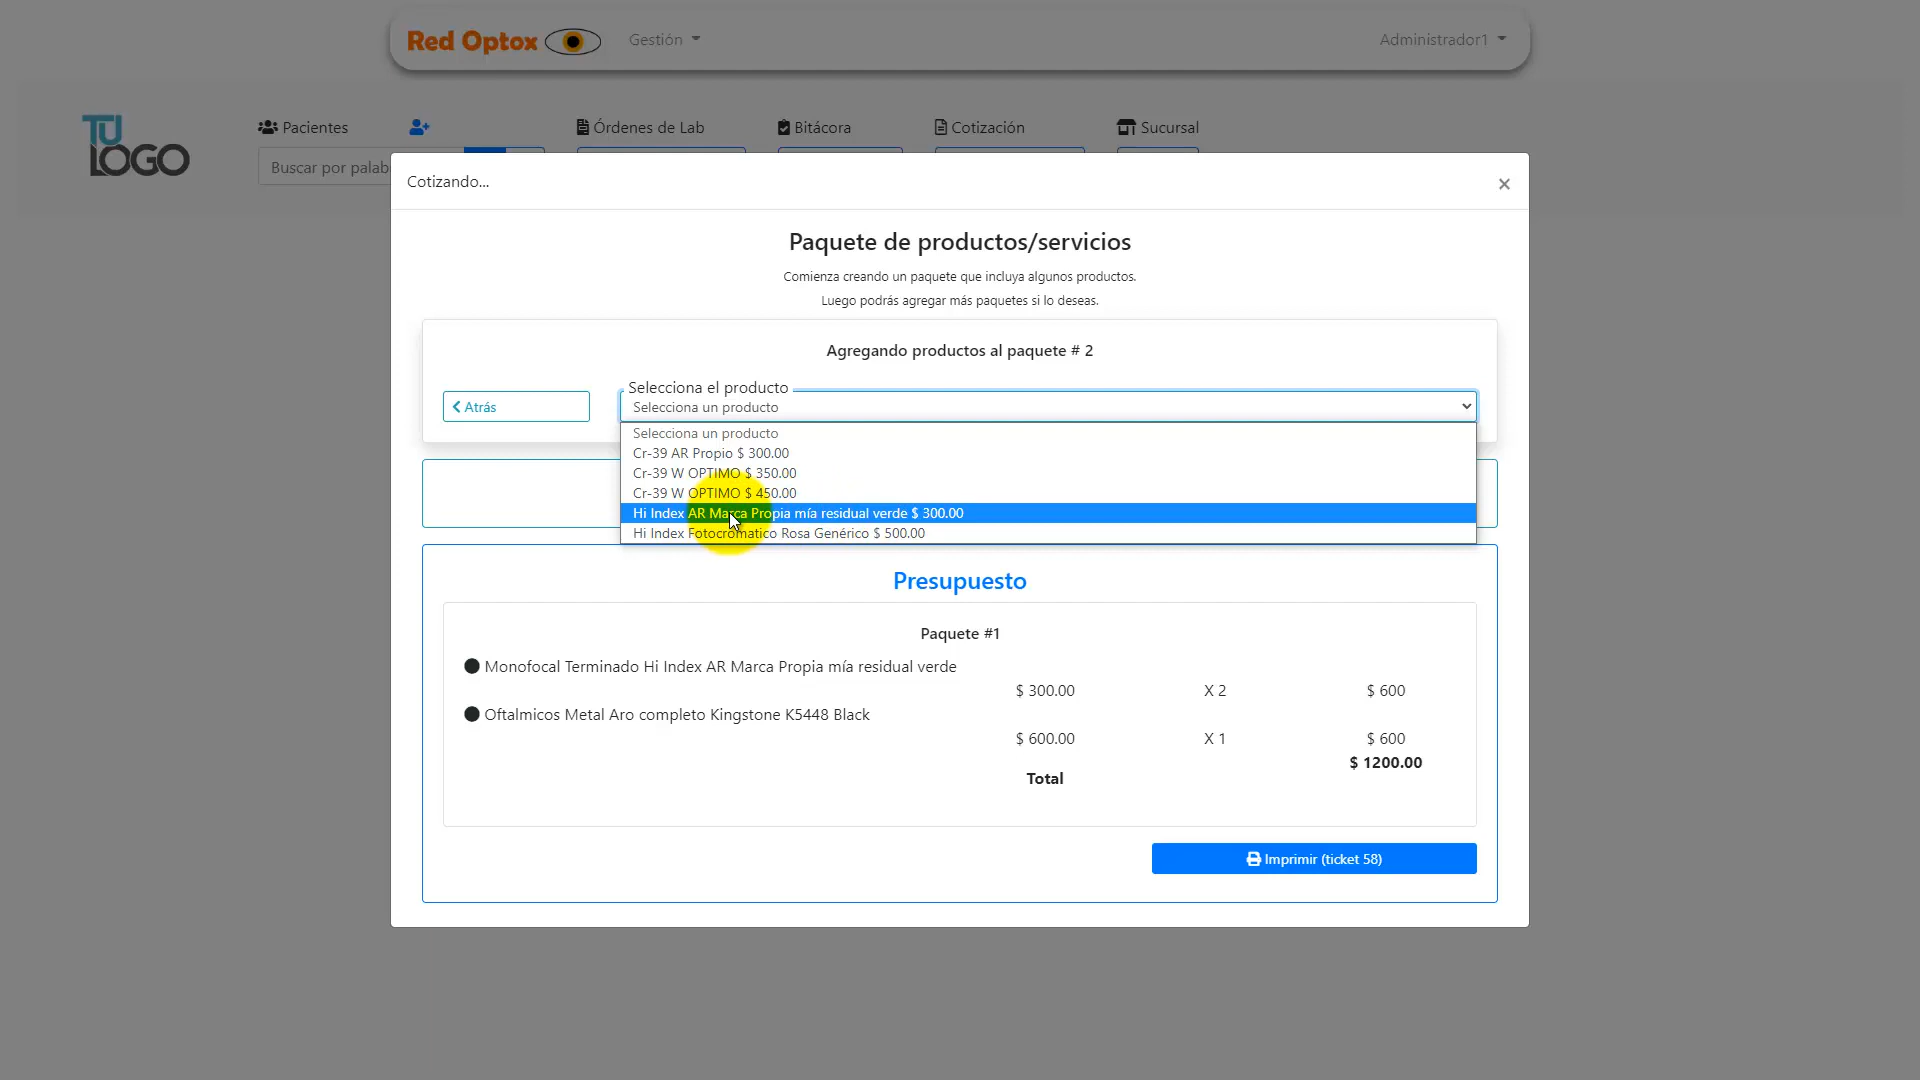 Red Optox
Gestión
Administrador1
TU
LOGO
Pacientes
Órdenes de Lab
Bitácora
Cotización
Sucursal
Buscar por palab
Cotizando...
×
Paquete de productos/servicios
Comienza creando un paquete que incluya algunos productos.
Luego podrás agregar más paquetes si lo deseas.
Agregando productos al paquete # 2
Selecciona el producto
Atrás
Selecciona un producto
Selecciona un producto
Cr-39 AR Propio $ 300.00
Cr-39 W OPTIMO $ 350.00
Cr-39 W OPTIMO $ 450.00
Hi Index AR Marca Propia mía residual verde $ 300.00
Hi Index Fotocromatico Rosa Genérico $ 500.00
Presupuesto
Paquete #1
Monofocal Terminado Hi Index AR Marca Propia mía residual verde
$ 300.00 X 2 $ 600
Oftalmicos Metal Aro completo Kingstone K5448 Black
$ 600.00 X 1 $ 600
$ 1200.00
Total
Imprimir (ticket 58)